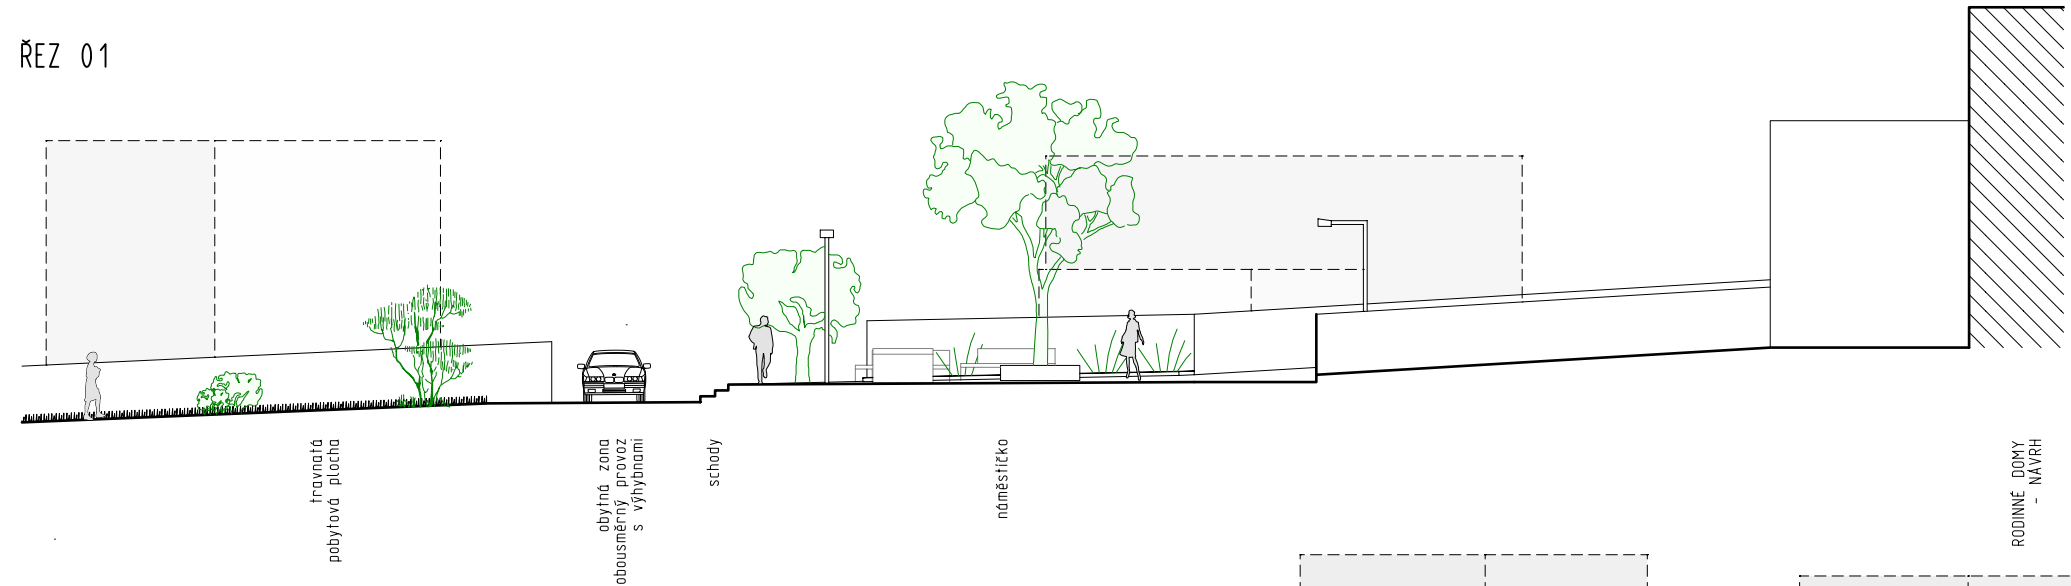 ŘEZ 01
travnatá
pobytová plocha
obytná zona
obousměrný provoz
s výhybnami
schody
náměstíčko
RODINNÉ DOMY
- NÁVRH